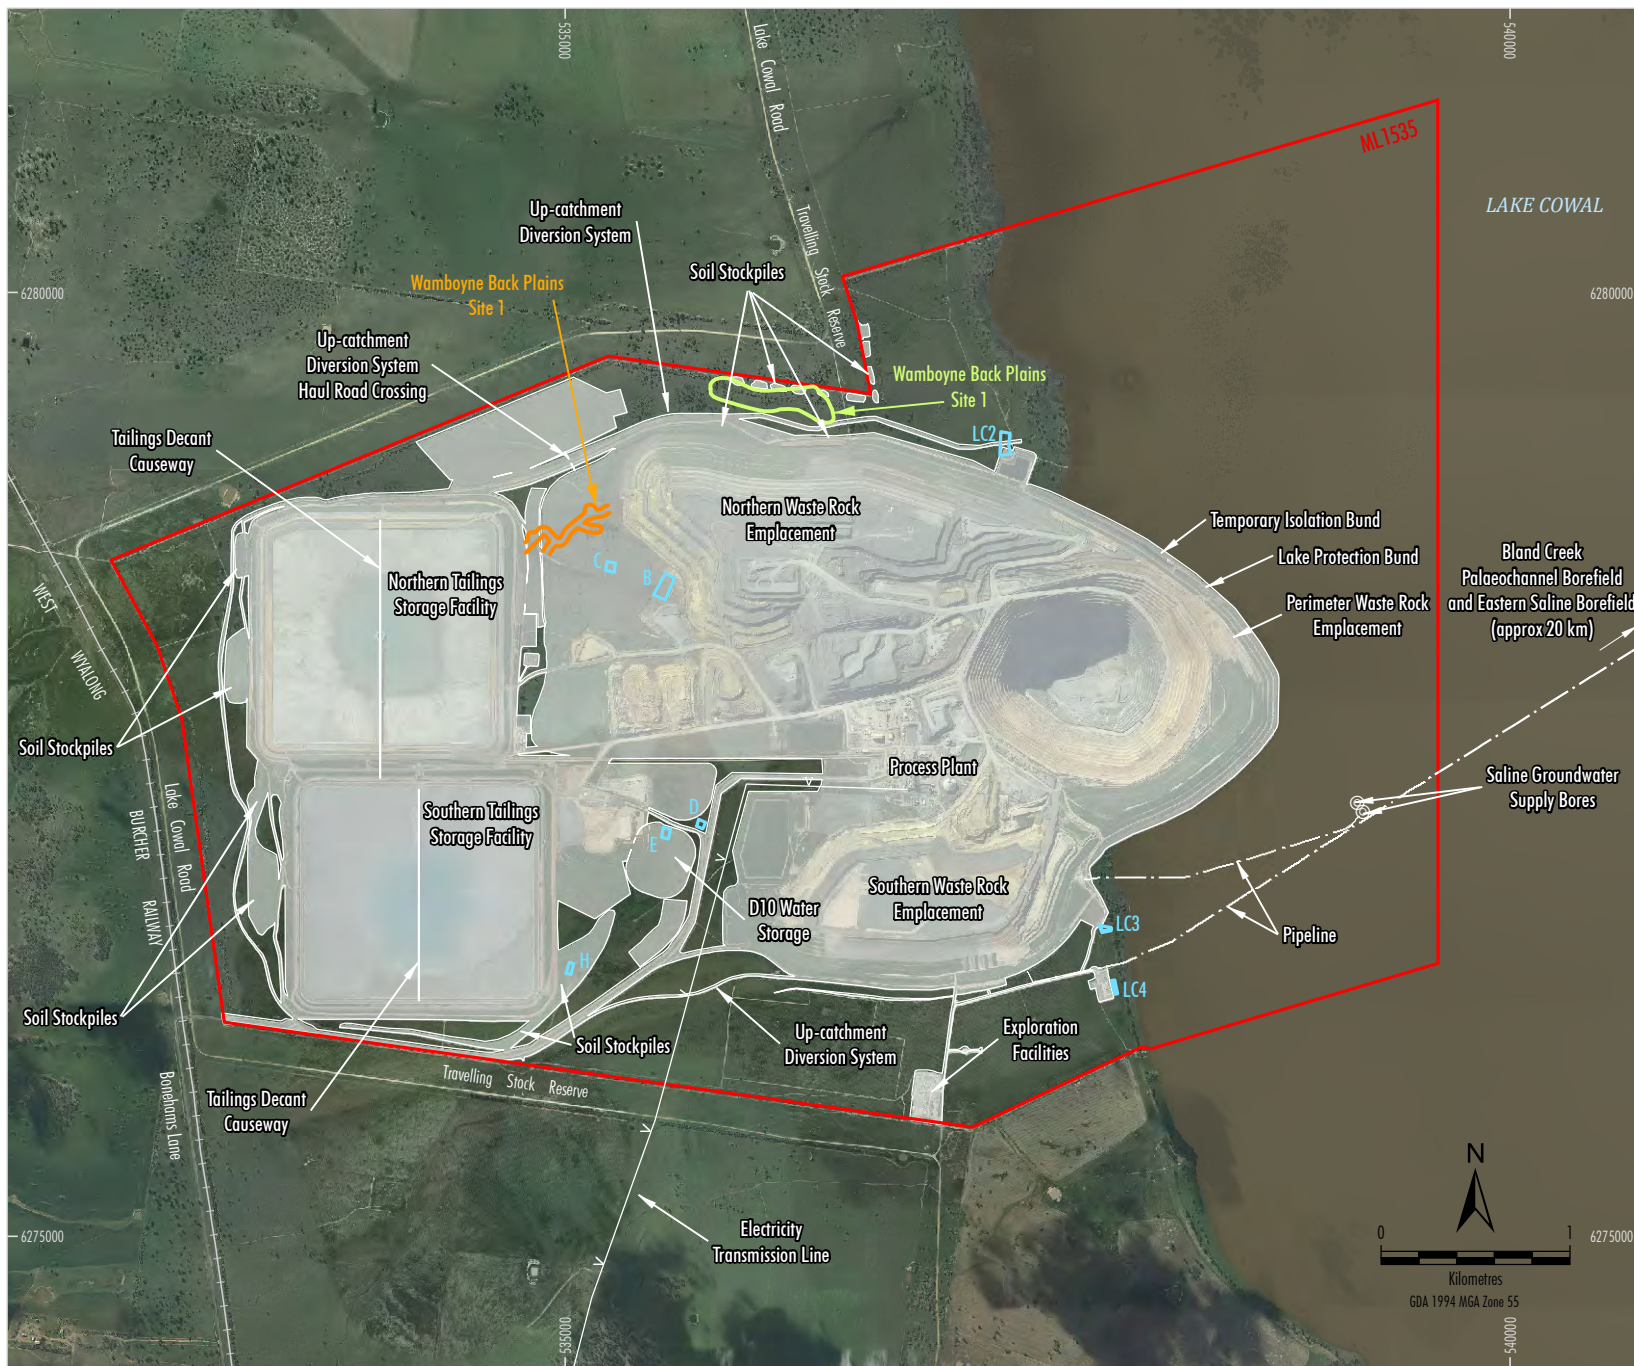 535000
540000
Lake Cowal Road
ML1535
LAKE COWAL
Up-catchment
Diversion System
Travelling Stock Reserve
Soil Stockpiles
Wamboyne Back Plains
Site 1
6280000
6280000
Up-catchment
Diversion System
Haul Road Crossing
Wamboyne Back Plains
Site 1
Tailings Decant
Causeway
LC2
Northern Waste Rock
Emplacement
Temporary Isolation Bund
Lake Protection Bund
Bland Creek
Palaeochannel Borefield
and Eastern Saline Borefield
(approx 20 km)
C
B
Northern Tailings
Storage Facility
Perimeter Waste Rock
Emplacement
WEST WYALONG BURCHER RAILWAY
Soil Stockpiles
Process Plant
Saline Groundwater
Supply Bores
Lake Cowal Road
Southern Tailings
Storage Facility
D
E
Southern Waste Rock
Emplacement
D10 Water
Storage
LC3
Pipeline
H
LC4
Soil Stockpiles
Soil Stockpiles
Up-catchment
Diversion System
Exploration
Facilities
Travelling Stock Reserve
Bonehams Lane
Tailings Decant
Causeway
Electricity
Transmission Line
N
6275000
6275000
0 1
Kilometres
GDA 1994 MGA Zone 55
535000
540000